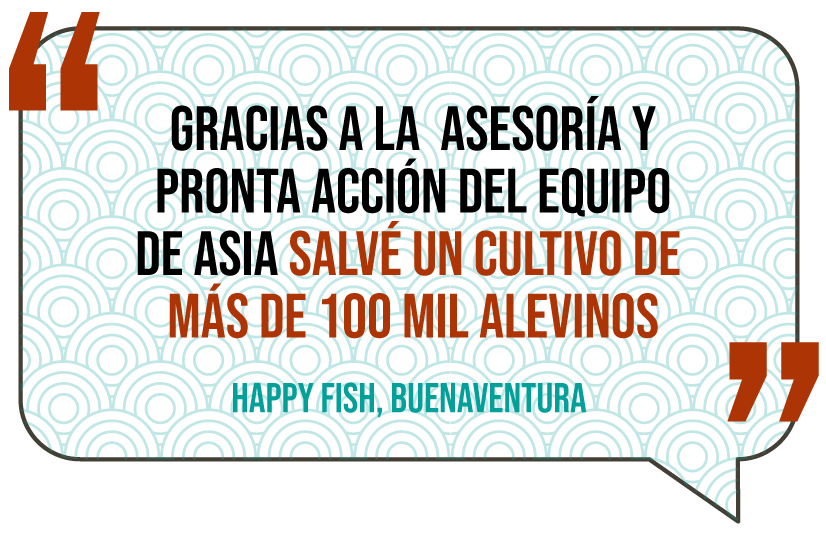 “
GRACIAS A LA  ASESORÍA Y
PRONTA ACCIÓN DEL EQUIPO
DE ASIA SALVÉ UN CULTIVO DE
MÁS DE 100 MIL ALEVINOS
”
HAPPY FISH, BUENAVENTURA